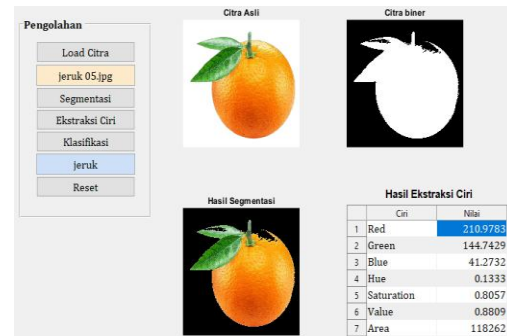 Pengolahan
Load Citra
jeruk 05.jpg
Segmentasi
Ekstraksi Ciri
Klasifikasi
jeruk
Reset
Citra Asli
Citra biner
Hasil Segmentasi
Hasil Ekstraksi Ciri
Ciri Nilai
1 Red 210.9783
2 Green 144.7429
3 Blue 41.2732
4 Hue 0.1333
5 Saturation 0.8057
6 Value 0.8809
7 Area 118262